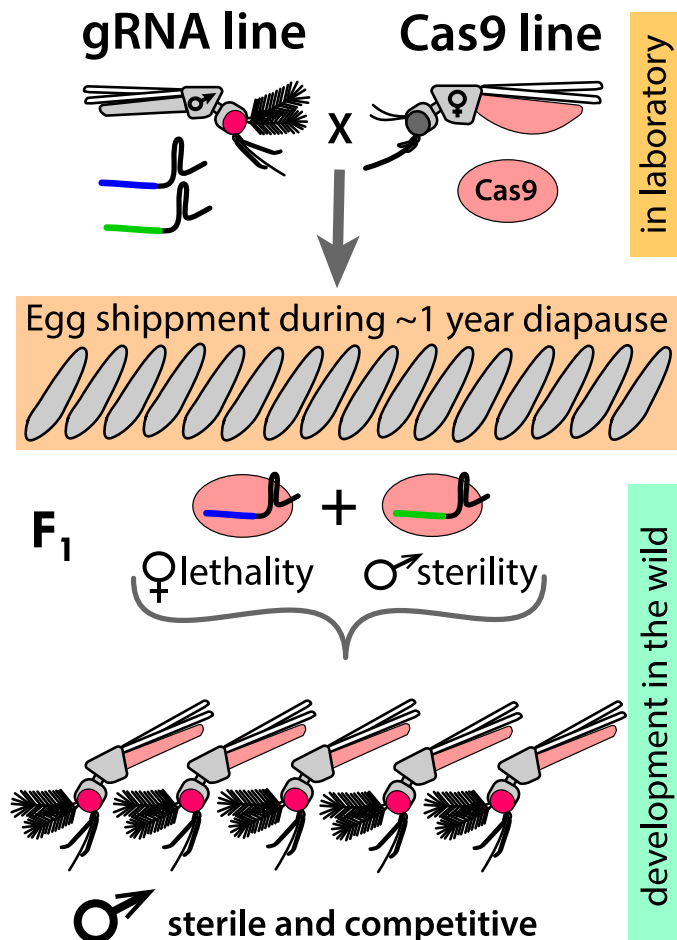 gRNA line
Cas9 line
in laboratory
♂
X
♀
Cas9
Egg shippment during ~1 year diapause
F1
+
♀ lethality
♂ sterility
development in the wild
♂ sterile and competitive